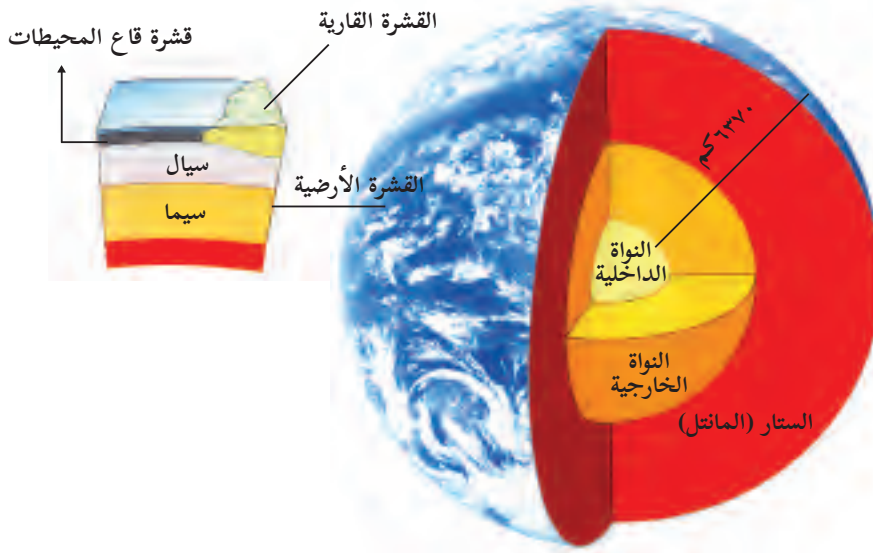 القشرة القارية
قشرة قاع المحيطات
٦٣٧٠كم
سيال
القشرة الأرضية
سيما
النواة
الداخلية
النواة
الخارجية
الستار (المانتل)